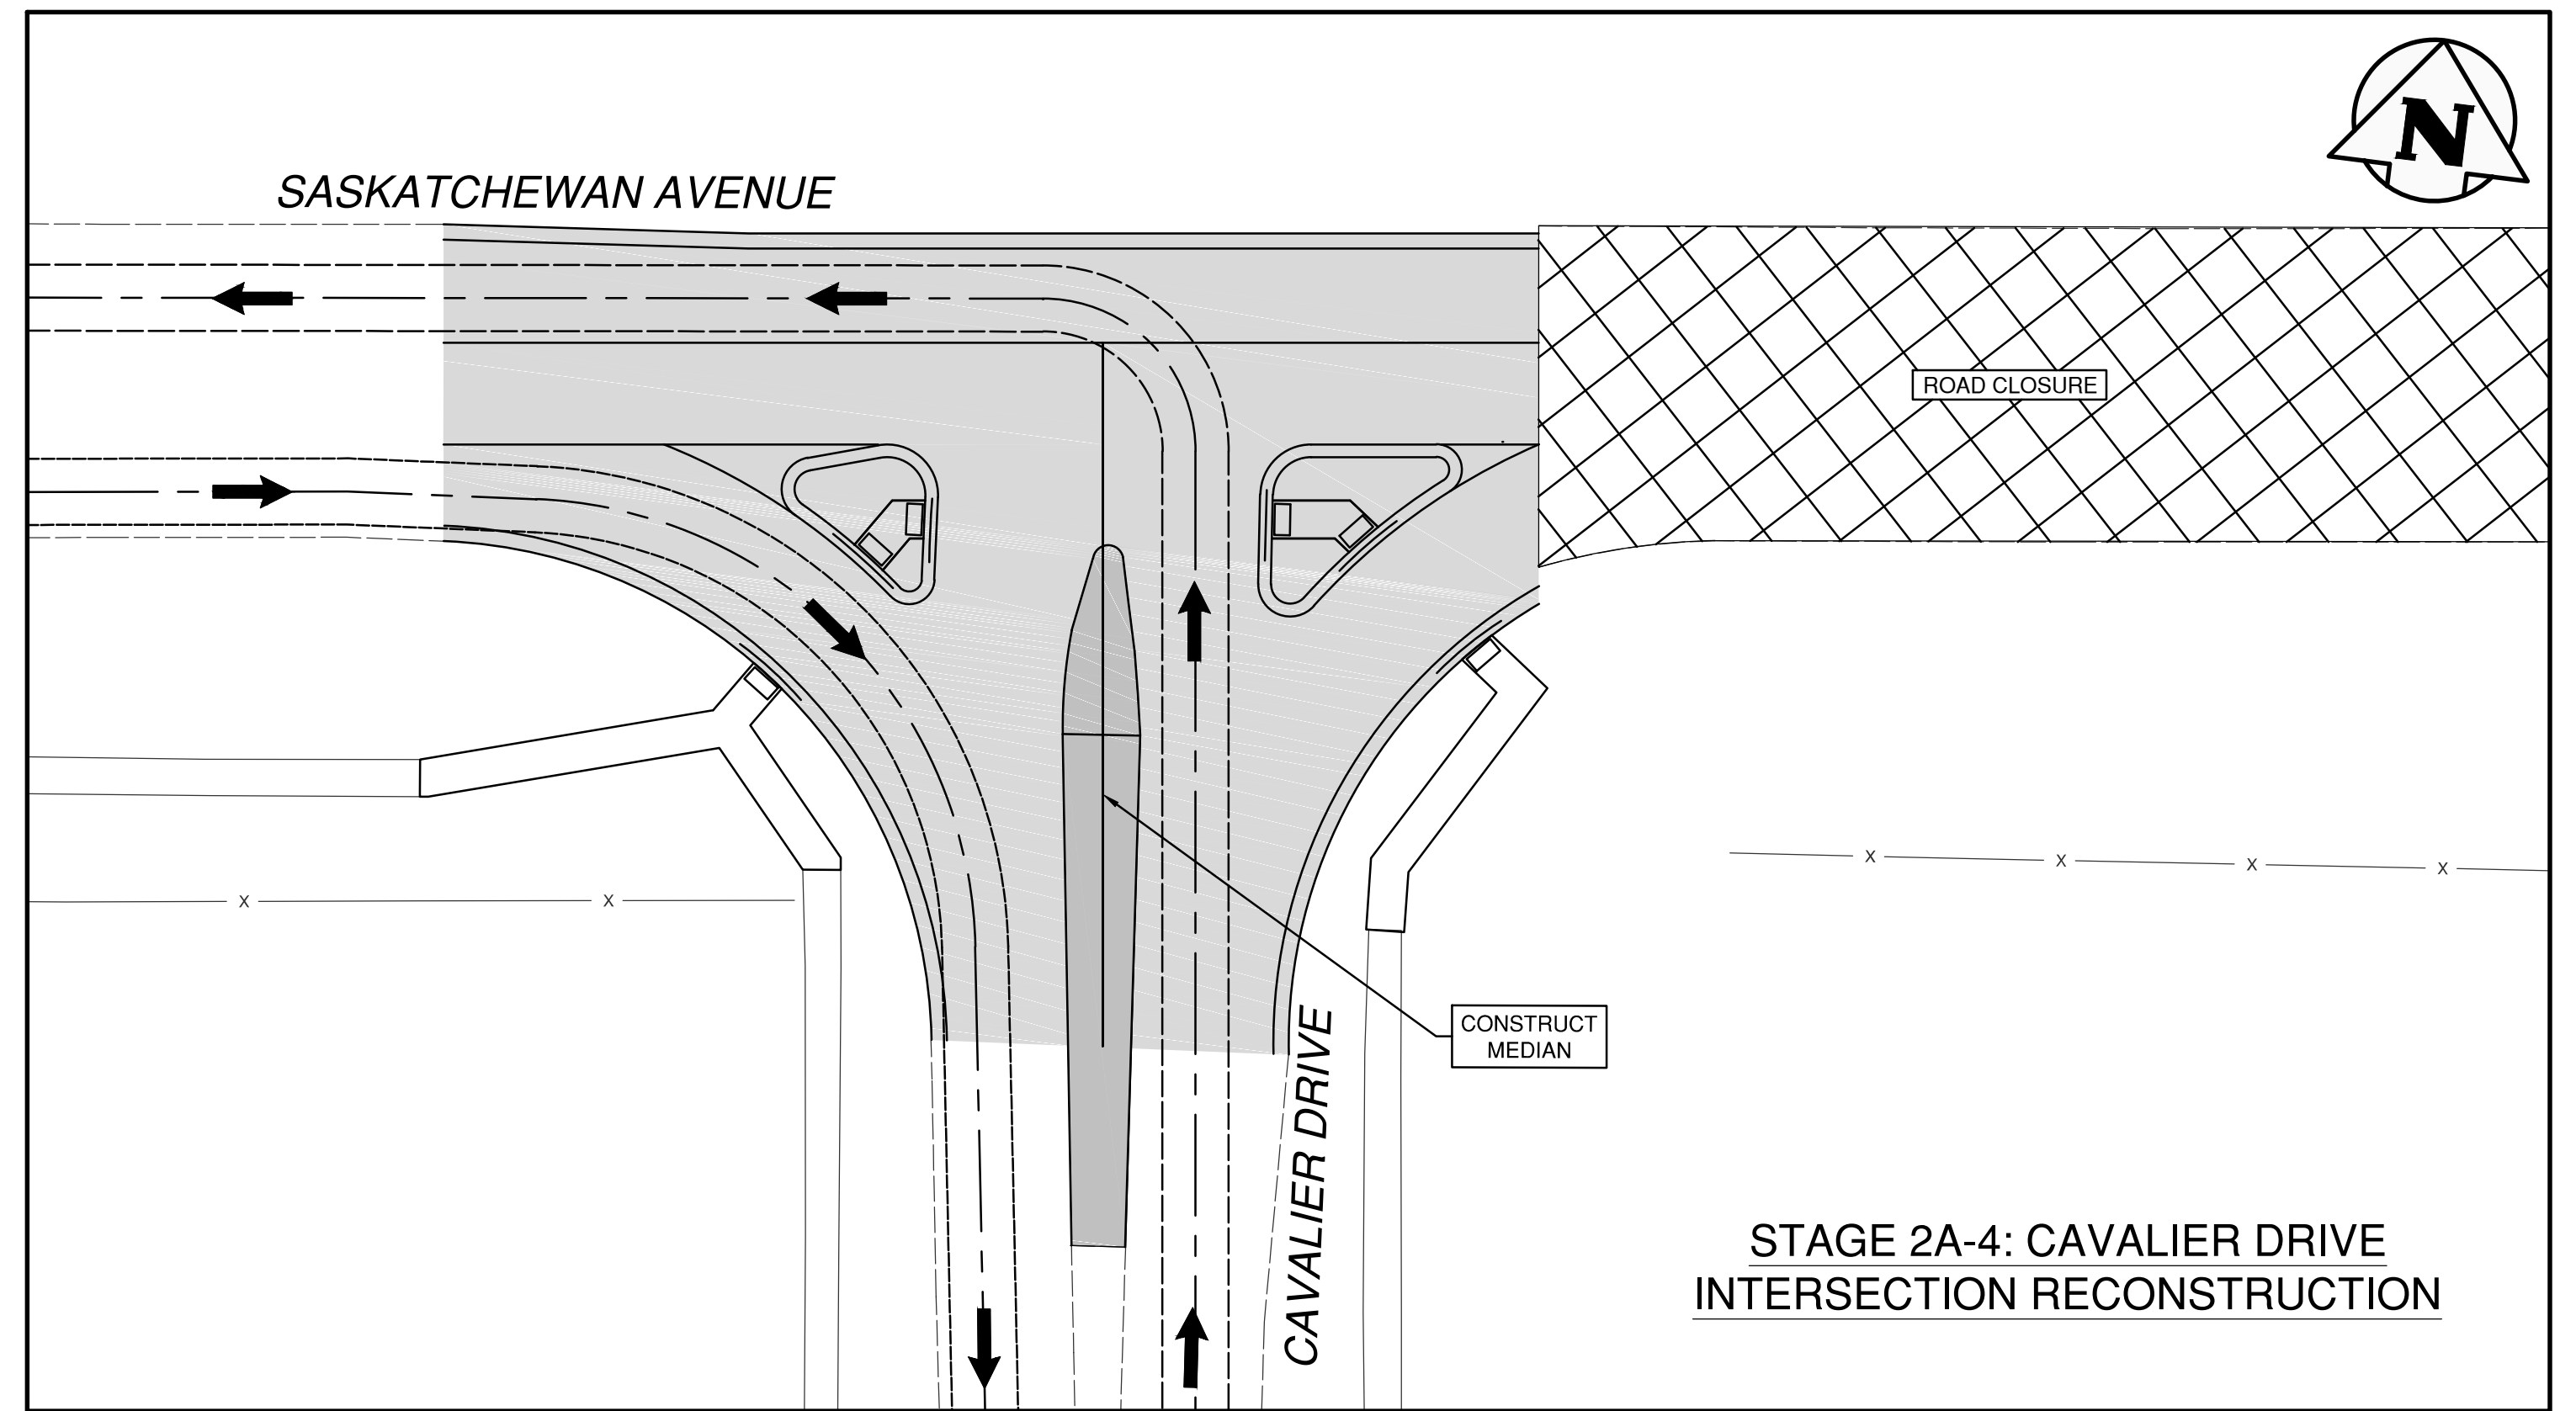 N
SASKATCHEWAN AVENUE
ROAD CLOSURE
X
X
X
X
X
X
CONSTRUCT
MEDIAN
CAVALIER DRIVE
STAGE 2A-4: CAVALIER DRIVE
INTERSECTION RECONSTRUCTION